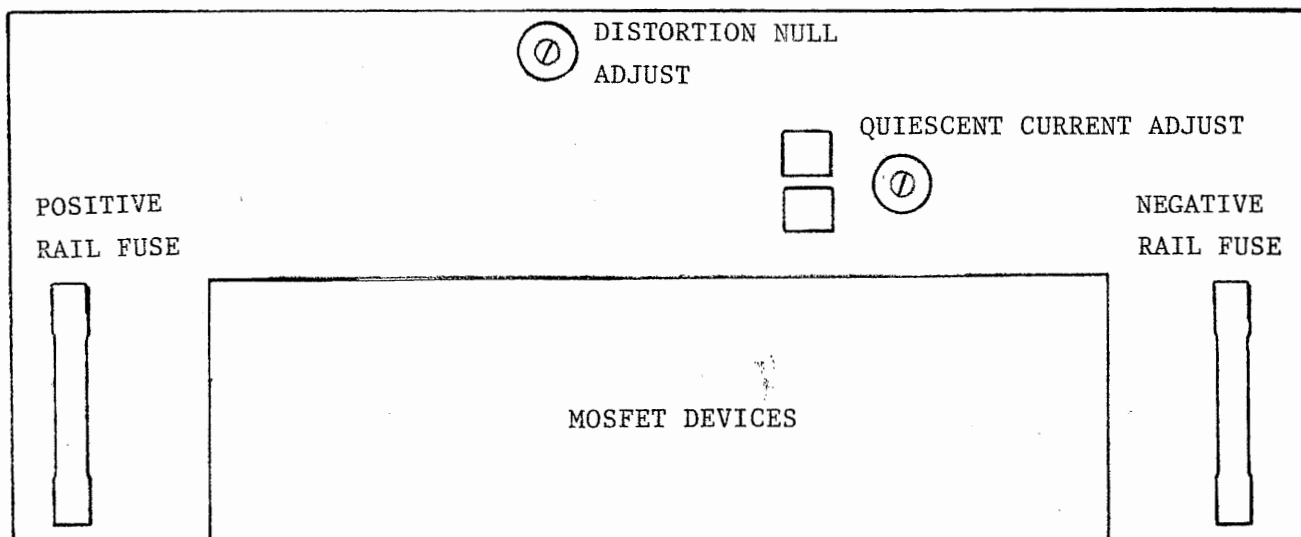 DISTORTION NULL
ADJUST
QUIESCENT CURRENT ADJUST
POSITIVE
RAIL FUSE
NEGATIVE
RAIL FUSE
MOSFET DEVICES